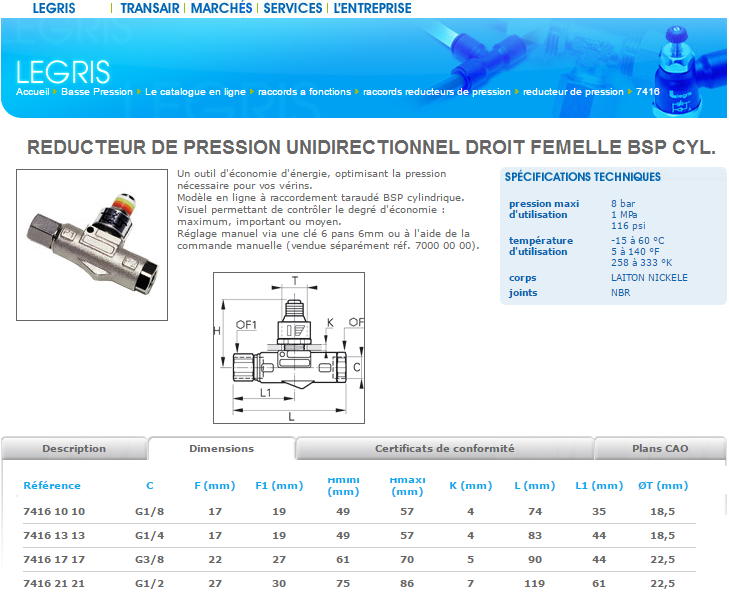 LEGRIS | TRANSAIR | MARCHÉS | SERVICES | L'ENTREPRISE
LEGRIS
Accueil Basse Pression Le catalogue en ligne raccords a fonctions raccords reducteurs de pression reducteur de pression 7416
REDUCTEUR DE PRESSION UNIDIRECTIONNEL DROIT FEMELLE BSP CYL.
Un outil d'économie d'énergie, optimisant la pression
nécessaire pour vos vérins.
Modèle en ligne à raccordement taraudé BSP cylindrique.
Visuel permettant de contrôler le degré d'économie :
maximum, important ou moyen.
Réglage manuel via une clé 6 pans 6mm ou à l'aide de la
commande manuelle (vendue séparément réf. 7000 00 00).
SPÉCIFICATIONS TECHNIQUES
pression maxi d'utilisation
8 bar
1 MPa
116 psi
température d'utilisation
-15 à 60 °C
5 à 140 °F
258 à 333 °K
corps LAITON NICKELE
joints NBR
T
H
F1
K
F
C
L1
L
Description Dimensions Certificats de conformité Plans CAO
Référence C F (mm) F1 (mm) Hmini (mm) Hmaxi (mm) K (mm) L (mm) L1 (mm) ØT (mm)
7416 10 10 G1/8 17 19 49 57 4 74 35 18,5
7416 13 13 G1/4 17 19 49 57 4 83 44 18,5
7416 17 17 G3/8 22 27 61 70 5 90 44 22,5
7416 21 21 G1/2 27 30 75 86 7 119 61 22,5